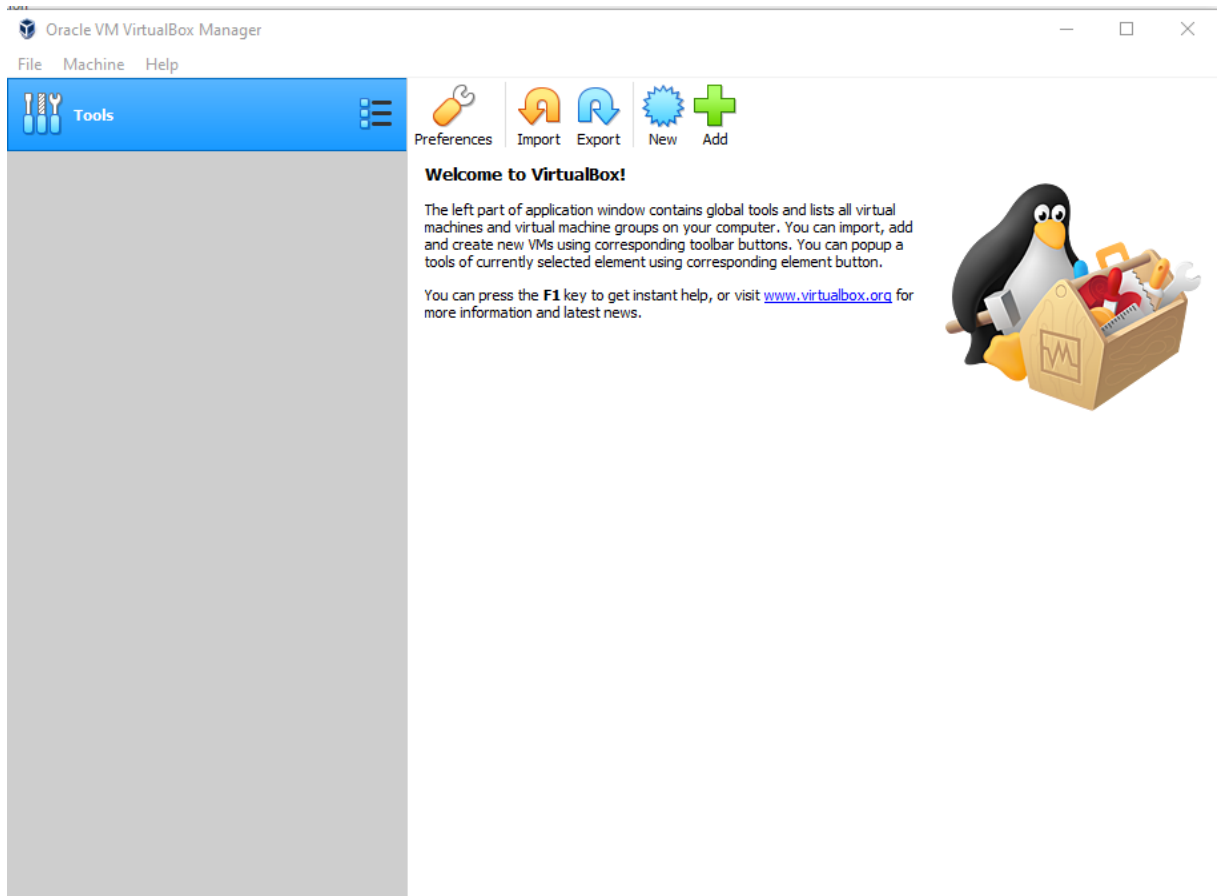 Oracle VM VirtualBox Manager
File Machine Help
Tools
Preferences Import Export New Add
Welcome to VirtualBox!
The left part of application window contains global tools and lists all virtual
machines and virtual machine groups on your computer. You can import, add
and create new VMs using corresponding toolbar buttons. You can popup a
tools of currently selected element using corresponding element button.
You can press the F1 key to get instant help, or visit www.virtualbox.org for
more information and latest news.